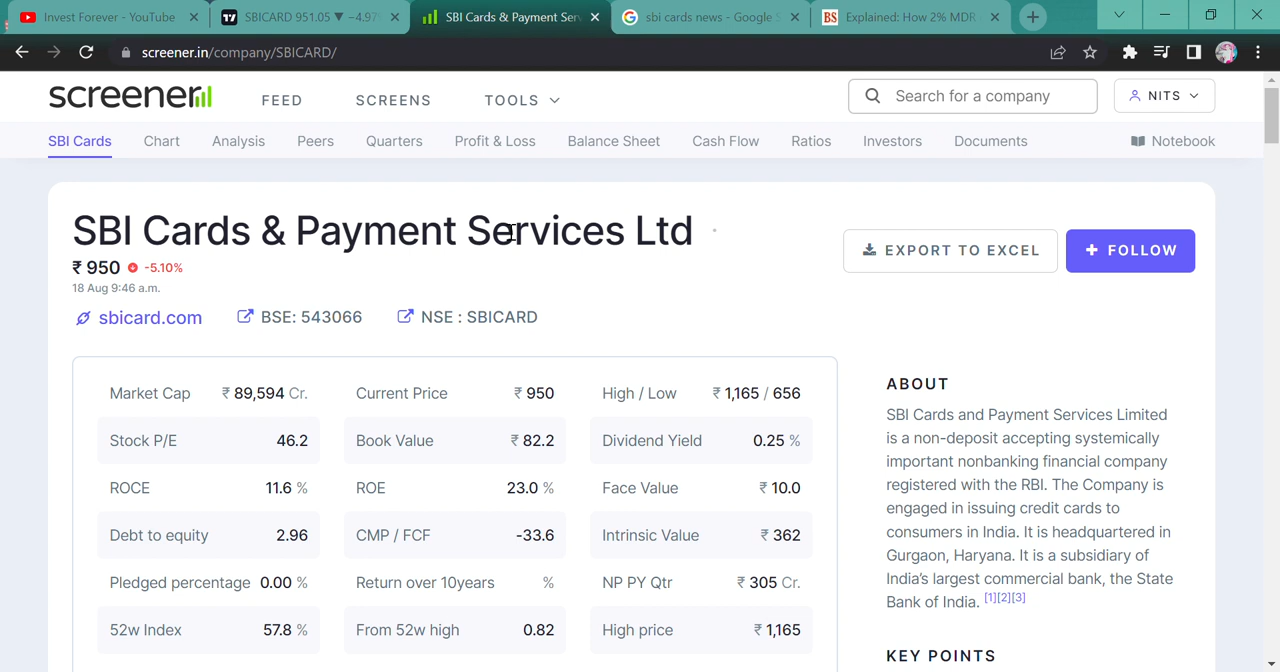 Invest Forever - YouTube
SBICARD 951.05 ▼ −4.97%
SBI Cards & Payment Serv
sbi cards news - Google S
BS Explained: How 2% MDR
screener.in/company/SBICARD/
screener
FEED
SCREENS
TOOLS
Search for a company
NITS
SBI Cards
Chart
Analysis
Peers
Quarters
Profit & Loss
Balance Sheet
Cash Flow
Ratios
Investors
Documents
Notebook
SBI Cards & Payment Services Ltd
EXPORT TO EXCEL
+ FOLLOW
₹ 950 -5.10%
18 Aug 9:46 a.m.
sbicard.com
BSE: 543066
NSE : SBICARD
Market Cap ₹ 89,594 Cr.
Current Price ₹ 950
High / Low ₹ 1,165 / 656
Stock P/E 46.2
Book Value ₹ 82.2
Dividend Yield 0.25 %
ROCE 11.6 %
ROE 23.0 %
Face Value ₹ 10.0
Debt to equity 2.96
CMP / FCF -33.6
Intrinsic Value ₹ 362
Pledged percentage 0.00 %
Return over 10years %
NP PY Qtr ₹ 305 Cr.
52w Index 57.8 %
From 52w high 0.82
High price ₹ 1,165
ABOUT
SBI Cards and Payment Services Limited
is a non-deposit accepting systemically
important nonbanking financial company
registered with the RBI. The Company is
engaged in issuing credit cards to
consumers in India. It is headquartered in
Gurgaon, Haryana. It is a subsidiary of
India's largest commercial bank, the State
Bank of India. [1][2][3]
KEY POINTS